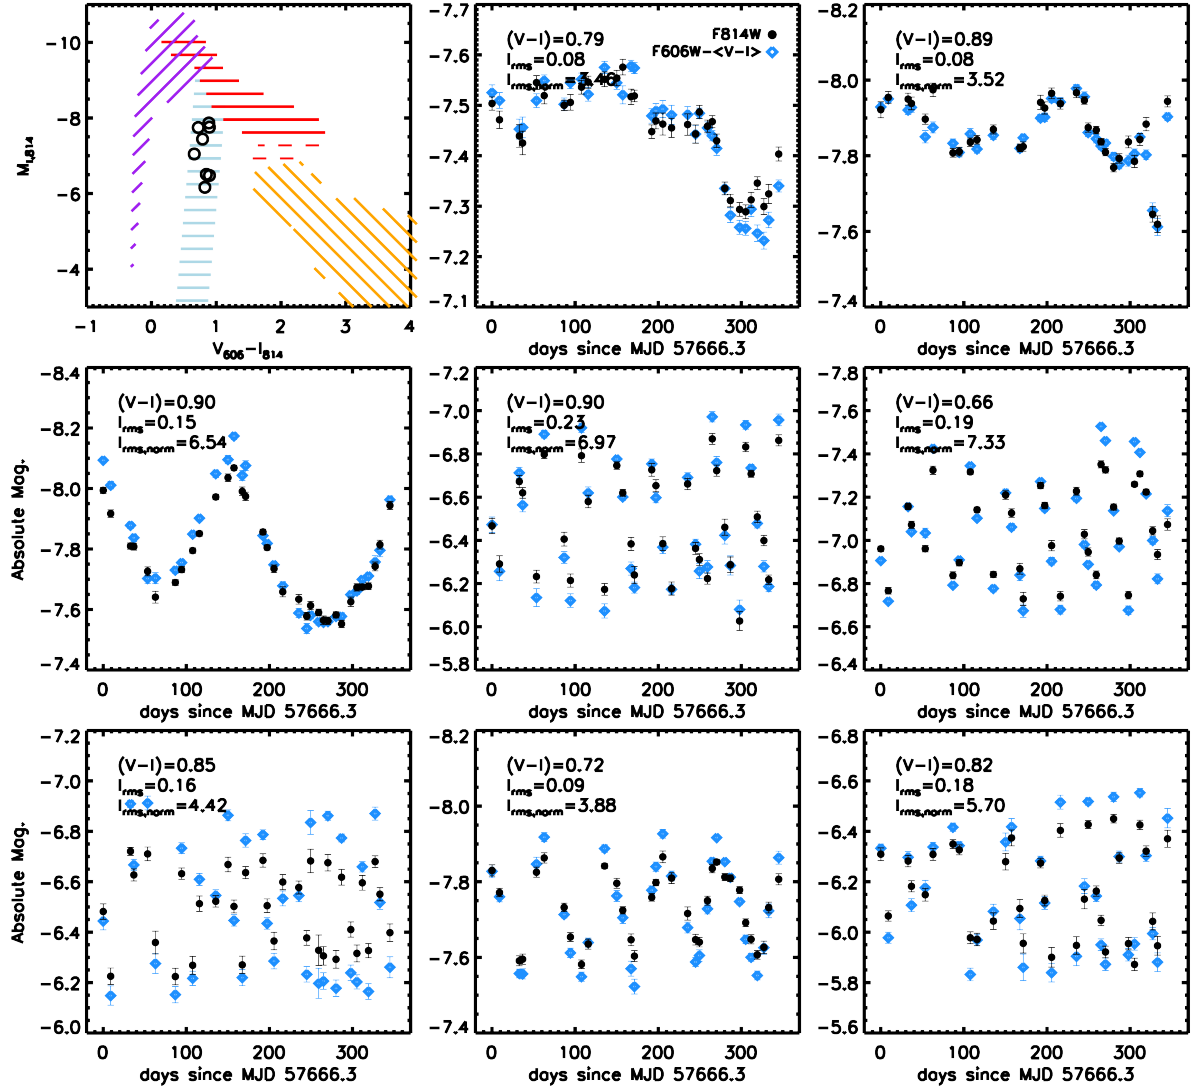 −10
−8
−6
−4
M_I,814
−1
0
1
2
3
4
V_606−I_814
−7.7
−7.6
−7.5
−7.4
−7.3
−7.2
−7.1
(V−I)=0.79
I_rms=0.08
I_rms,norm=3.48
F814W
F606W−<V−I>
0
100
200
300
days since MJD 57666.3
−8.2
−8.0
−7.8
−7.6
−7.4
(V−I)=0.89
I_rms=0.08
I_rms,norm=3.52
0
100
200
300
days since MJD 57666.3
−8.4
−8.2
−8.0
−7.8
−7.6
−7.4
Absolute Mag.
(V−I)=0.90
I_rms=0.15
I_rms,norm=6.54
0
100
200
300
days since MJD 57666.3
−7.2
−7.0
−6.8
−6.6
−6.4
−6.2
−6.0
−5.8
(V−I)=0.90
I_rms=0.23
I_rms,norm=6.97
0
100
200
300
days since MJD 57666.3
−7.8
−7.6
−7.4
−7.2
−7.0
−6.8
−6.6
−6.4
(V−I)=0.66
I_rms=0.19
I_rms,norm=7.33
0
100
200
300
days since MJD 57666.3
−7.2
−7.0
−6.8
−6.6
−6.4
−6.2
−6.0
Absolute Mag.
(V−I)=0.85
I_rms=0.16
I_rms,norm=4.42
0
100
200
300
days since MJD 57666.3
−8.2
−8.0
−7.8
−7.6
−7.4
(V−I)=0.72
I_rms=0.09
I_rms,norm=3.88
0
100
200
300
days since MJD 57666.3
−6.8
−6.6
−6.4
−6.2
−6.0
−5.8
−5.6
(V−I)=0.82
I_rms=0.18
I_rms,norm=5.70
0
100
200
300
days since MJD 57666.3